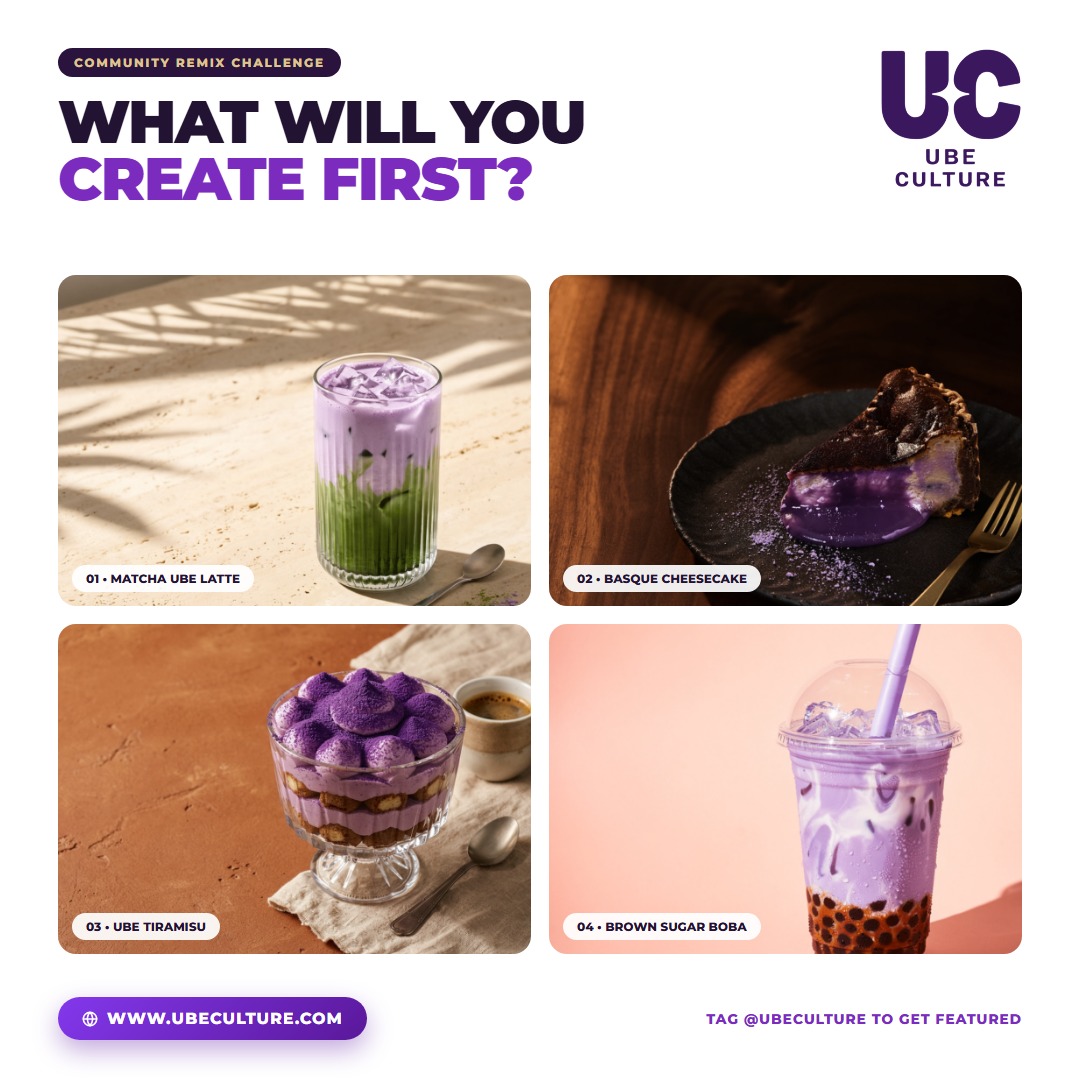 COMMUNITY REMIX CHALLENGE
WHAT WILL YOU
CREATE FIRST?
UC
UBE
CULTURE
01 • MATCHA UBE LATTE
02 • BASQUE CHEESECAKE
03 • UBE TIRAMISU
04 • BROWN SUGAR BOBA
WWW.UBECULTURE.COM
TAG @UBECULTURE TO GET FEATURED